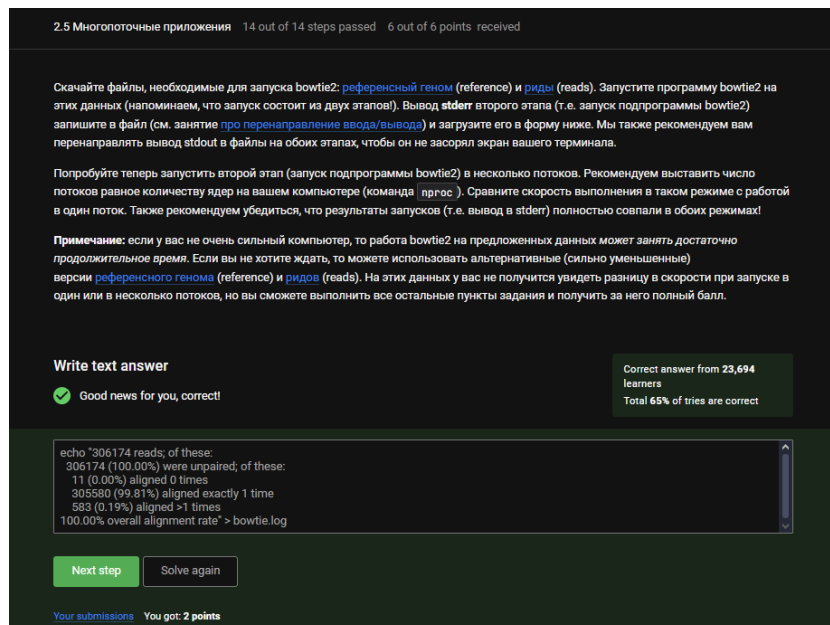 2.5 Многопоточные приложения 14 out of 14 steps passed 6 out of 6 points received
Скачайте файлы, необходимые для запуска bowtie2: референсный геном (reference) и риды (reads). Запустите программу bowtie2 на
этих данных (напоминаем, что запуск состоит из двух этапов!). Вывод stderr второго этапа (т.е. запуск подпрограммы bowtie2)
запишите в файл (см. занятие про перенаправление ввода/вывода) и загрузите его в форму ниже. Мы также рекомендуем вам
перенаправлять вывод stdout в файлы на обоих этапах, чтобы он не засорял экран вашего терминала.
Попробуйте теперь запустить второй этап (запуск подпрограммы bowtie2) в несколько потоков. Рекомендуем выставить число
потоков равное количеству ядер на вашем компьютере (команда nproc ). Сравните скорость выполнения в таком режиме с работой
в один поток. Также рекомендуем убедиться, что результаты запусков (т.е. вывод в stderr) полностью совпали в обоих режимах!
Примечание: если у вас не очень сильный компьютер, то работа bowtie2 на предложенных данных может занять достаточно
продолжительное время. Если вы не хотите ждать, то можете использовать альтернативные (сильно уменьшенные)
версии референсного генома (reference) и ридов (reads). На этих данных у вас не получится увидеть разницу в скорости при запуске в
один или в несколько потоков, но вы сможете выполнить все остальные пункты задания и получить за него полный балл.
Write text answer
Good news for you, correct!
Correct answer from 23,694
learners
Total 65% of tries are correct
echo "306174 reads; of these:
306174 (100.00%) were unpaired; of these:
11 (0.00%) aligned 0 times
305580 (99.81%) aligned exactly 1 time
583 (0.19%) aligned >1 times
100.00% overall alignment rate" > bowtie.log
Next step Solve again
Your submissions You got: 2 points